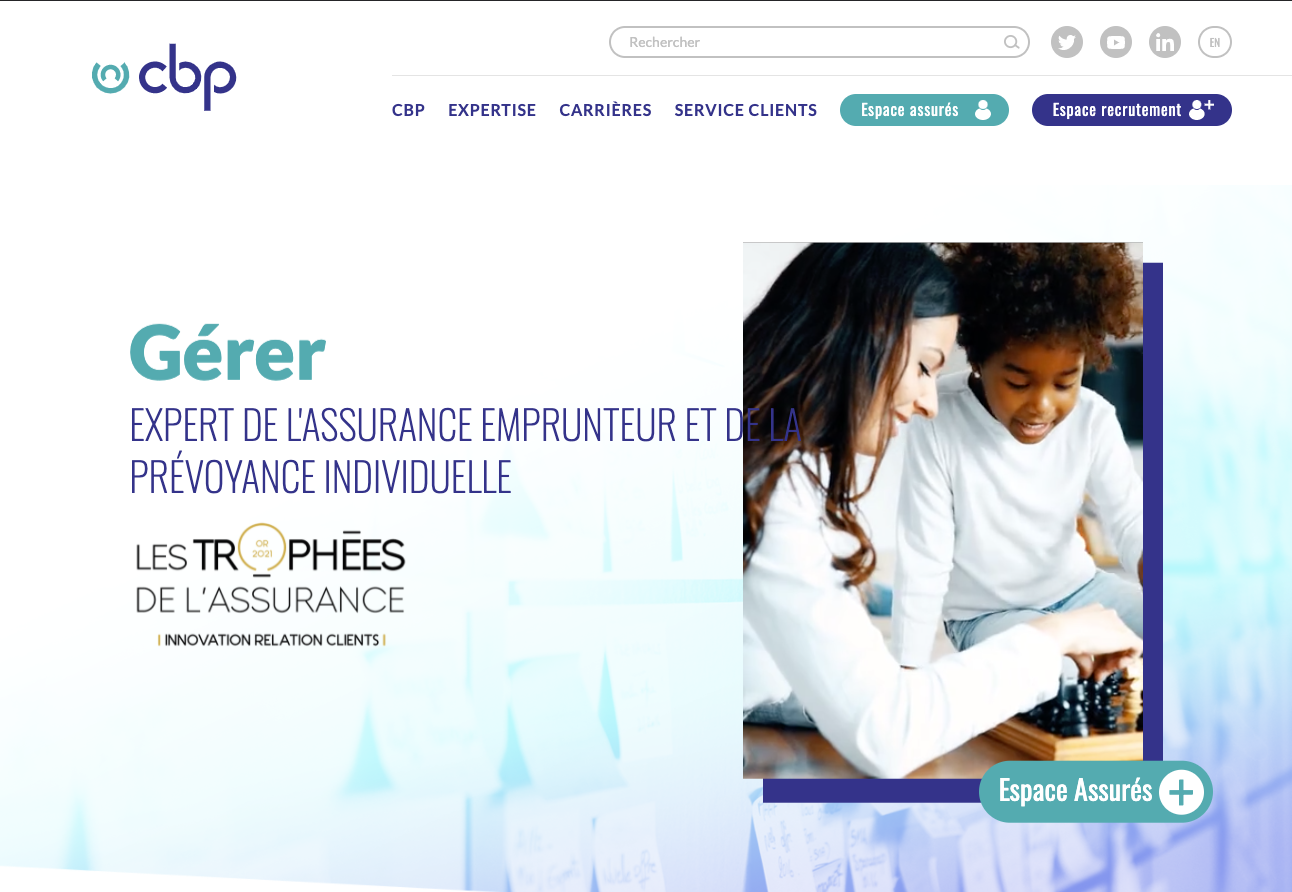 cbp
Rechercher
EN
CBP EXPERTISE CARRIÈRES SERVICE CLIENTS Espace assurés Espace recrutement
Gérer
EXPERT DE L'ASSURANCE EMPRUNTEUR ET DE LA
PRÉVOYANCE INDIVIDUELLE
OR
2021
LES TROPHÉES
DE L'ASSURANCE
INNOVATION RELATION CLIENTS
Espace Assurés